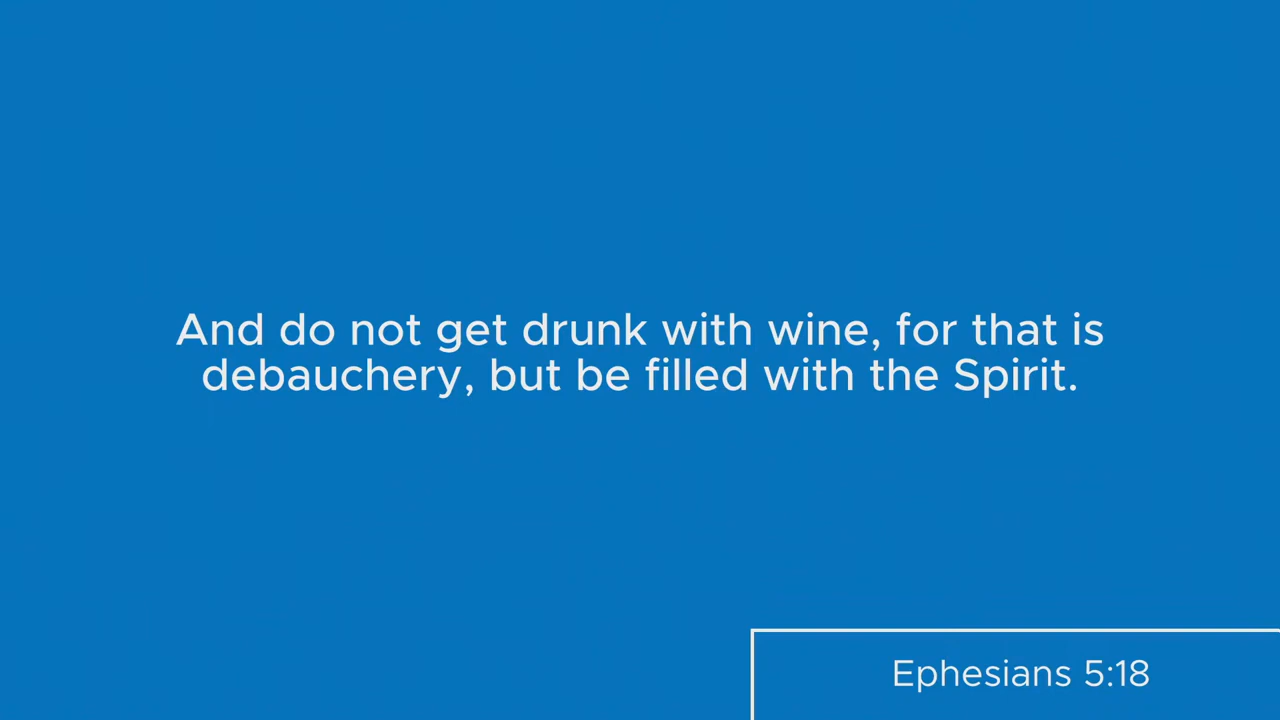 And do not get drunk with wine, for that is
debauchery, but be filled with the Spirit.
Ephesians 5:18